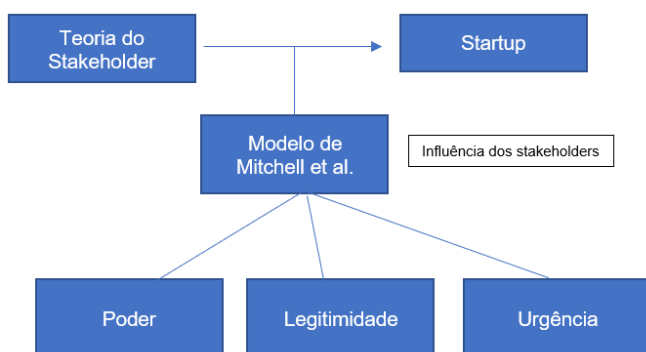 Teoria do
Stakeholder
Startup
Modelo de
Mitchell et al.
Influência dos stakeholders
Poder
Legitimidade
Urgência